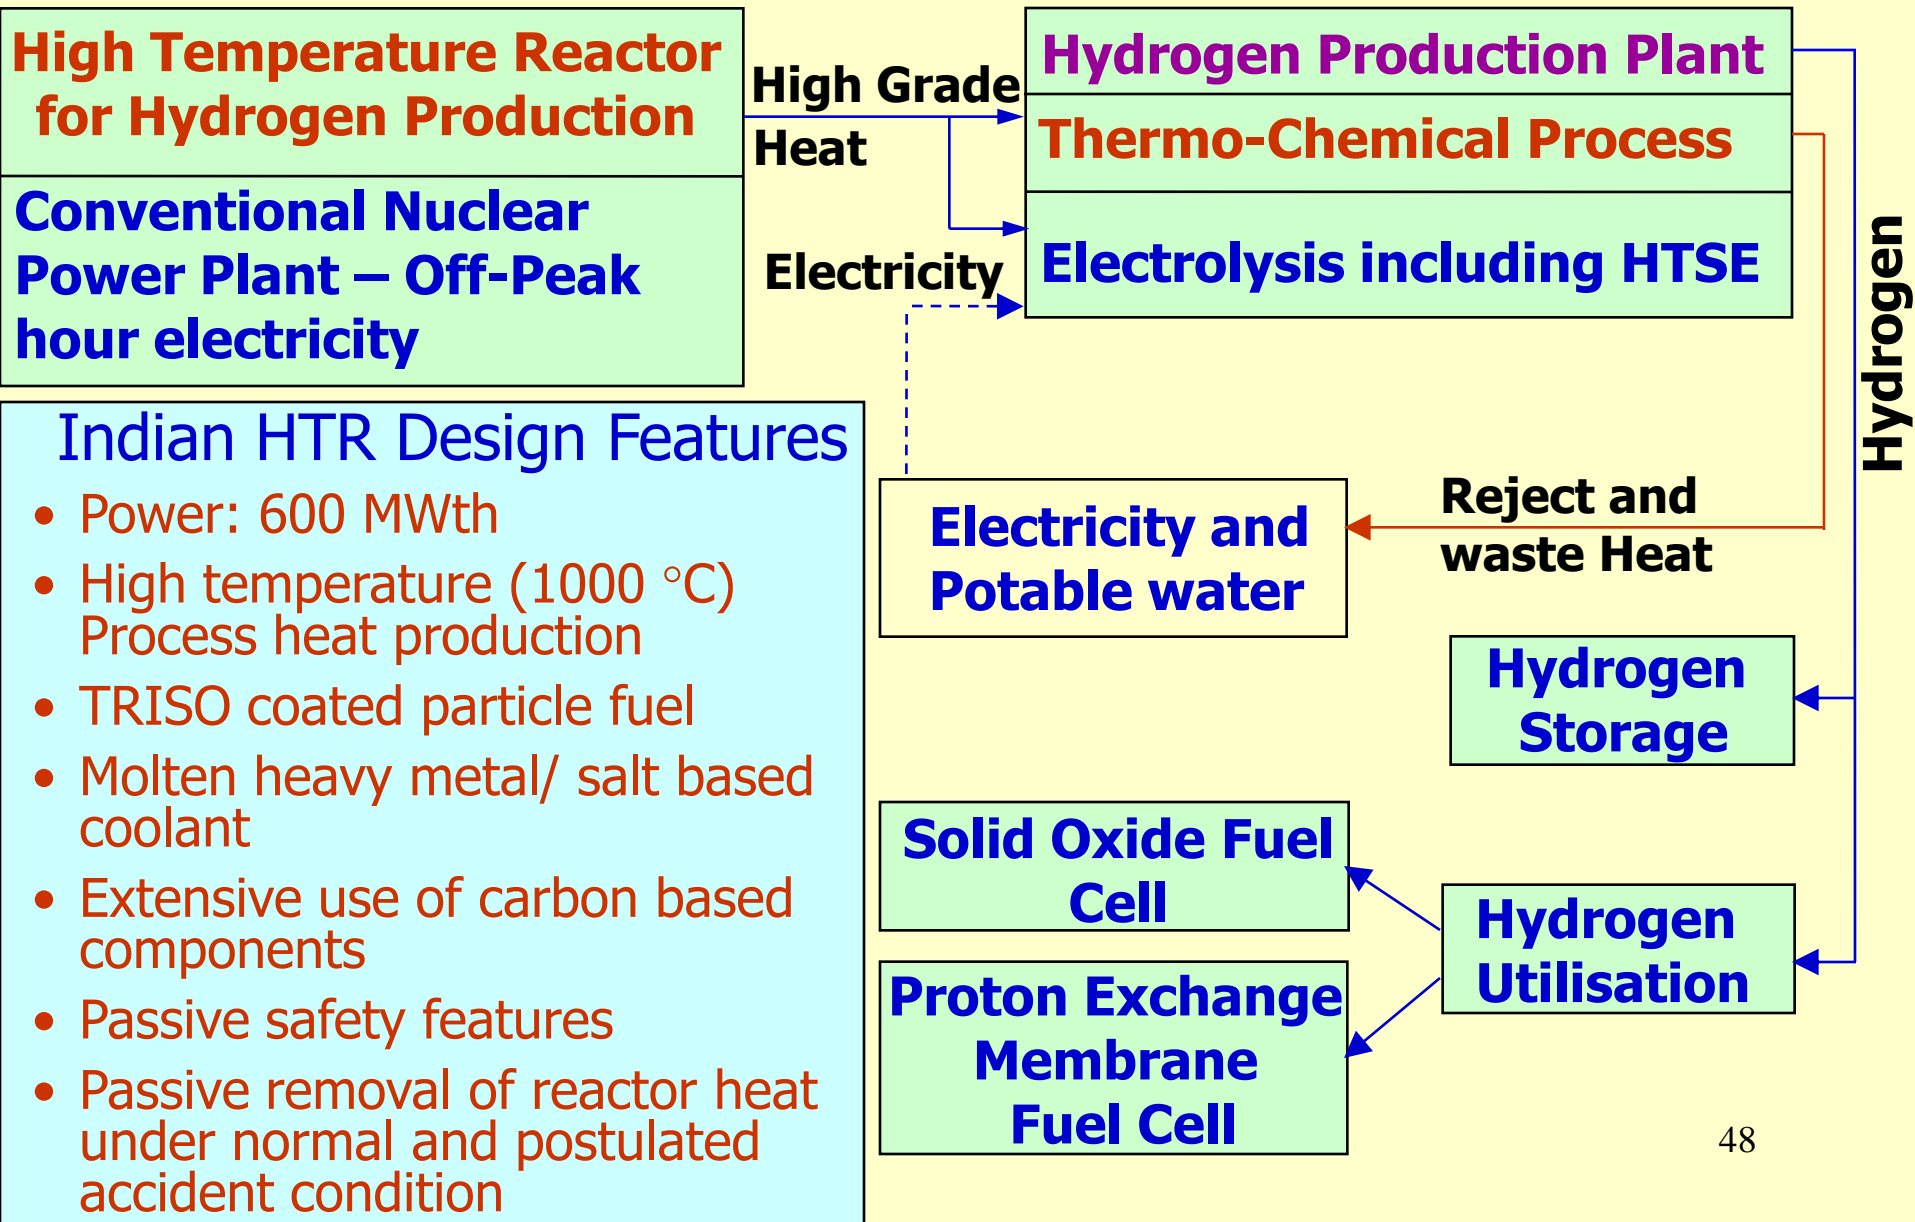 High Temperature Reactor
for Hydrogen Production
Conventional Nuclear
Power Plant – Off-Peak
hour electricity
High Grade
Heat
Electricity
Hydrogen Production Plant
Thermo-Chemical Process
Electrolysis including HTSE
Hydrogen
Indian HTR Design Features
• Power: 600 MWth
• High temperature (1000 °C)
Process heat production
• TRISO coated particle fuel
• Molten heavy metal/ salt based
coolant
• Extensive use of carbon based
components
• Passive safety features
• Passive removal of reactor heat
under normal and postulated
accident condition
Electricity and
Potable water
Reject and
waste Heat
Hydrogen
Storage
Solid Oxide Fuel
Cell
Hydrogen
Utilisation
Proton Exchange
Membrane
Fuel Cell
48